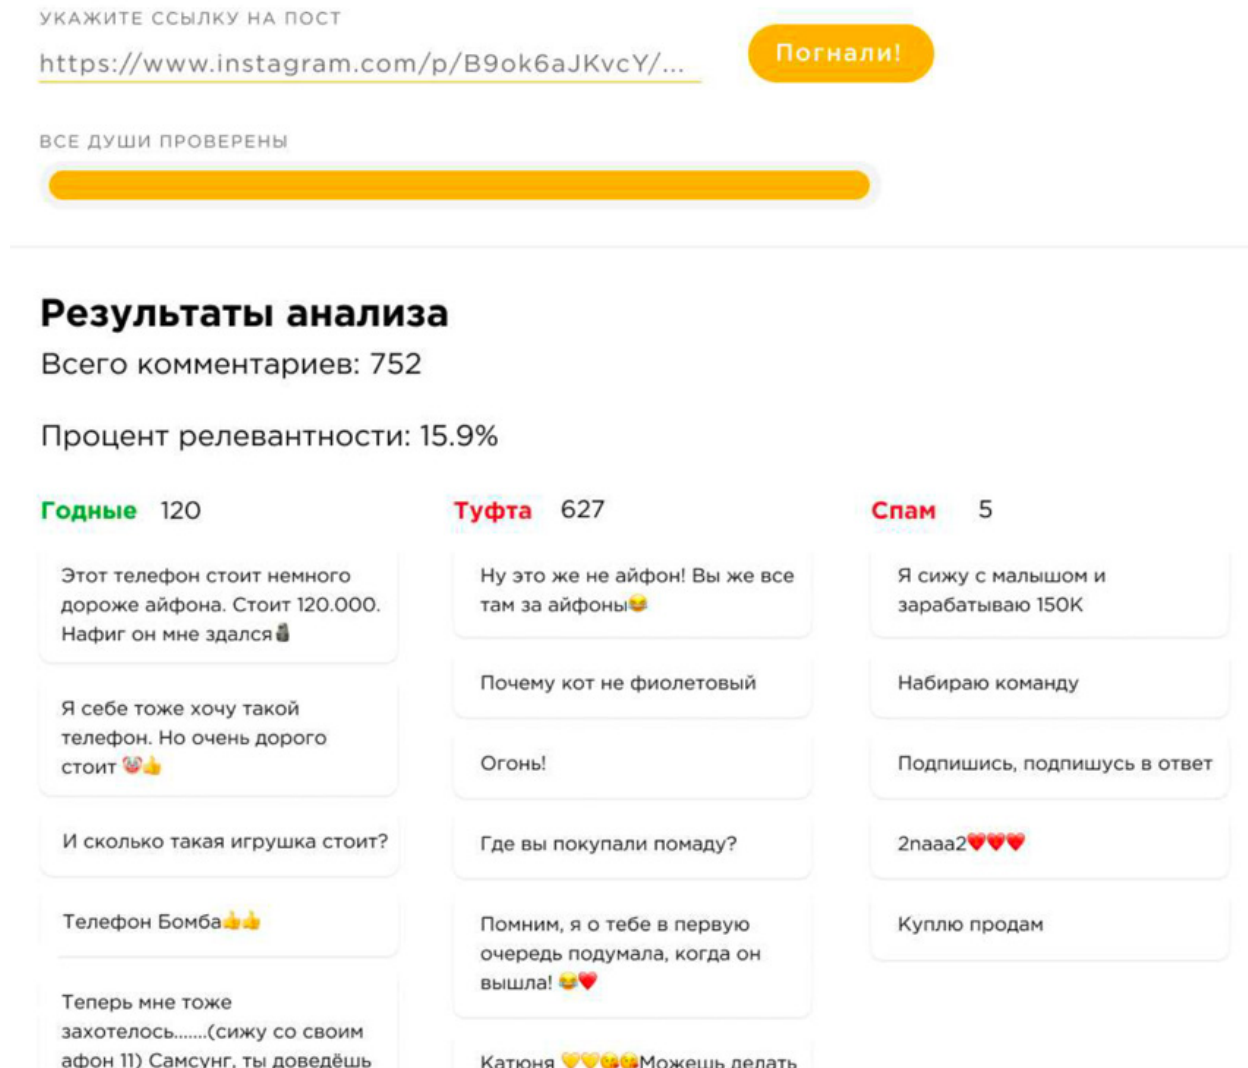 УКАЖИТЕ ССЫЛКУ НА ПОСТ
https://www.instagram.com/p/B9ok6aJKvcY/...
Погнали!
ВСЕ ДУШИ ПРОВЕРЕНЫ
Результаты анализа
Всего комментариев: 752
Процент релевантности: 15.9%
Годные 120
Этот телефон стоит немного
дороже айфона. Стоит 120.000.
Нафиг он мне здался🗿
Я себе тоже хочу такой
телефон. Но очень дорого
стоит 🤡👍
И сколько такая игрушка стоит?
Телефон Бомба👍👍
Теперь мне тоже
захотелось.......(сижу со своим
афон 11) Самсунг, ты доведёшь
Туфта 627
Ну это же не айфон! Вы же все
там за айфоны😂
Почему кот не фиолетовый
Огонь!
Где вы покупали помаду?
Помним, я о тебе в первую
очередь подумала, когда он
вышла! 😂❤️
Катюня 💛💛😘😘Можешь делать
Спам 5
Я сижу с малышом и
зарабатываю 150К
Набираю команду
Подпишись, подпишусь в ответ
2naaa2❤️❤️❤️
Куплю продам